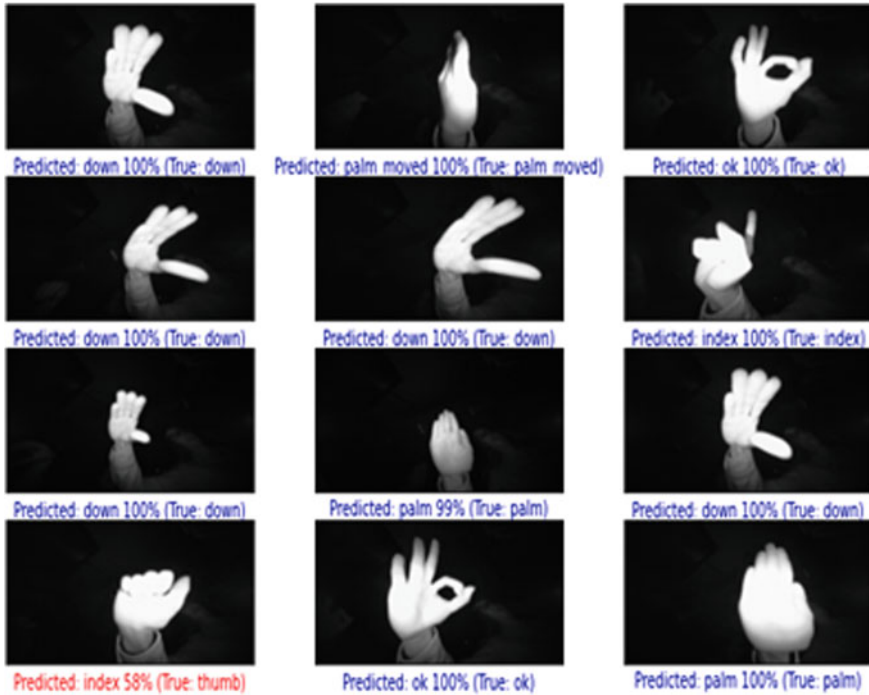 Predicted: down 100% (True: down)
Predicted: palm moved 100% (True: palm moved)
Predicted: ok 100% (True: ok)
Predicted: down 100% (True: down)
Predicted: down 100% (True: down)
Predicted: index 100% (True: index)
Predicted: down 100% (True: down)
Predicted: palm 99% (True: palm)
Predicted: down 100% (True: down)
Predicted: index 58% (True: thumb)
Predicted: ok 100% (True: ok)
Predicted: palm 100% (True: palm)